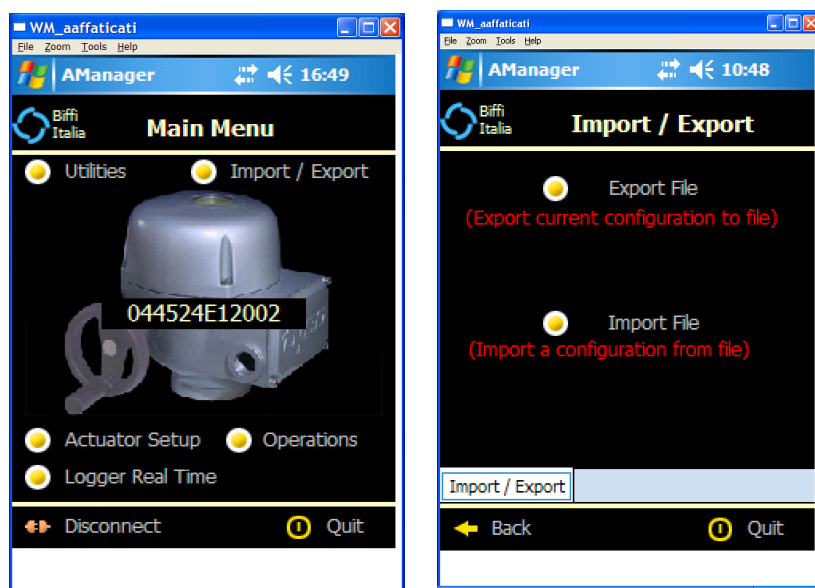 WM_aaffaticati
File Zoom Tools Help
AManager 16:49
Biffi
Italia
Main Menu
Utilities Import / Export
044524E12002
Actuator Setup Operations
Logger Real Time
Disconnect Quit
WM_aaffaticati
File Zoom Tools Help
AManager 10:48
Biffi
Italia
Import / Export
Export File
(Export current configuration to file)
Import File
(Import a configuration from file)
Import / Export
Back Quit